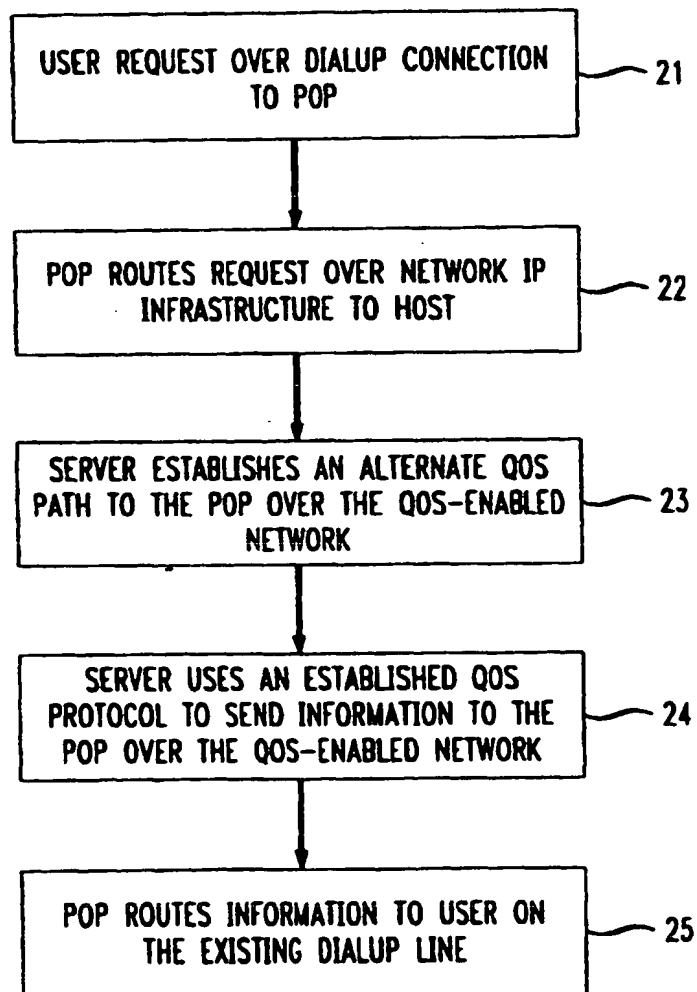 USER REQUEST OVER DIALUP CONNECTION
TO POP
21
POP ROUTES REQUEST OVER NETWORK IP
INFRASTRUCTURE TO HOST
22
SERVER ESTABLISHES AN ALTERNATE QOS
PATH TO THE POP OVER THE QOS-ENABLED
NETWORK
23
SERVER USES AN ESTABLISHED QOS
PROTOCOL TO SEND INFORMATION TO THE
POP OVER THE QOS-ENABLED NETWORK
24
POP ROUTES INFORMATION TO USER ON
THE EXISTING DIALUP LINE
25